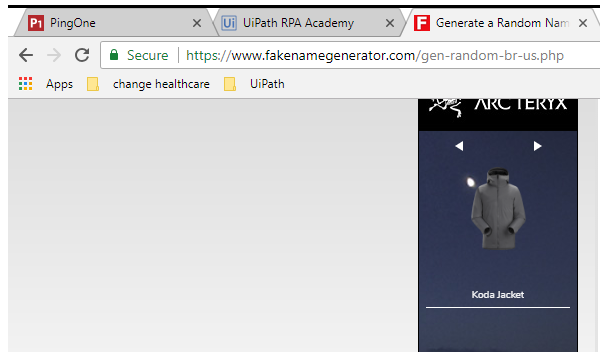 P1 PingOne
Ui UiPath RPA Academy
F Generate a Random Nam
Secure https://www.fakenamegenerator.com/gen-random-br-us.php
Apps change healthcare UiPath
ARC'TERYX
Koda Jacket